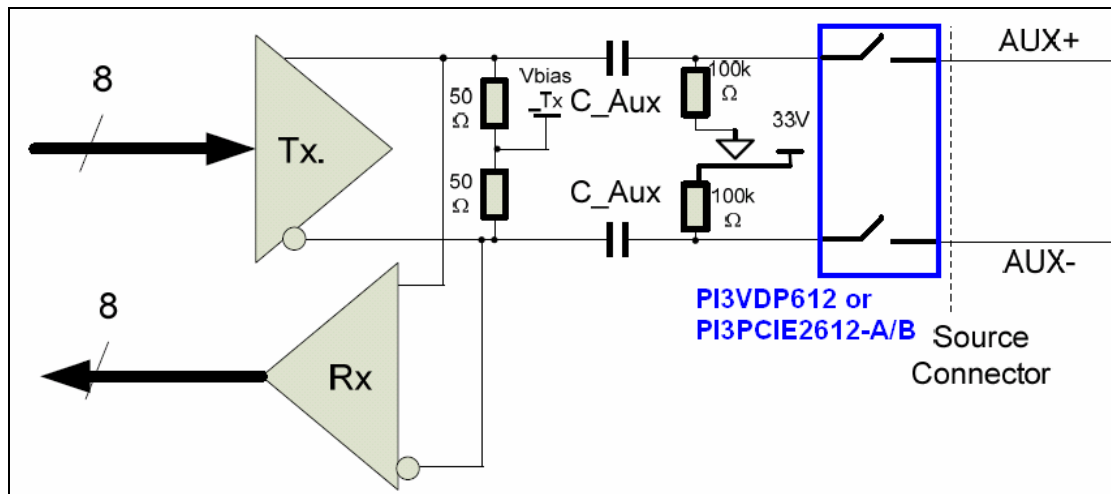 8
Tx.
50
Ω
50
Ω
Vbias
_Tx
C_Aux
C_Aux
100k
Ω
33V
100k
Ω
AUX+
AUX-
PI3VDP612 or
PI3PCIE2612-A/B
Source
Connector
8
Rx